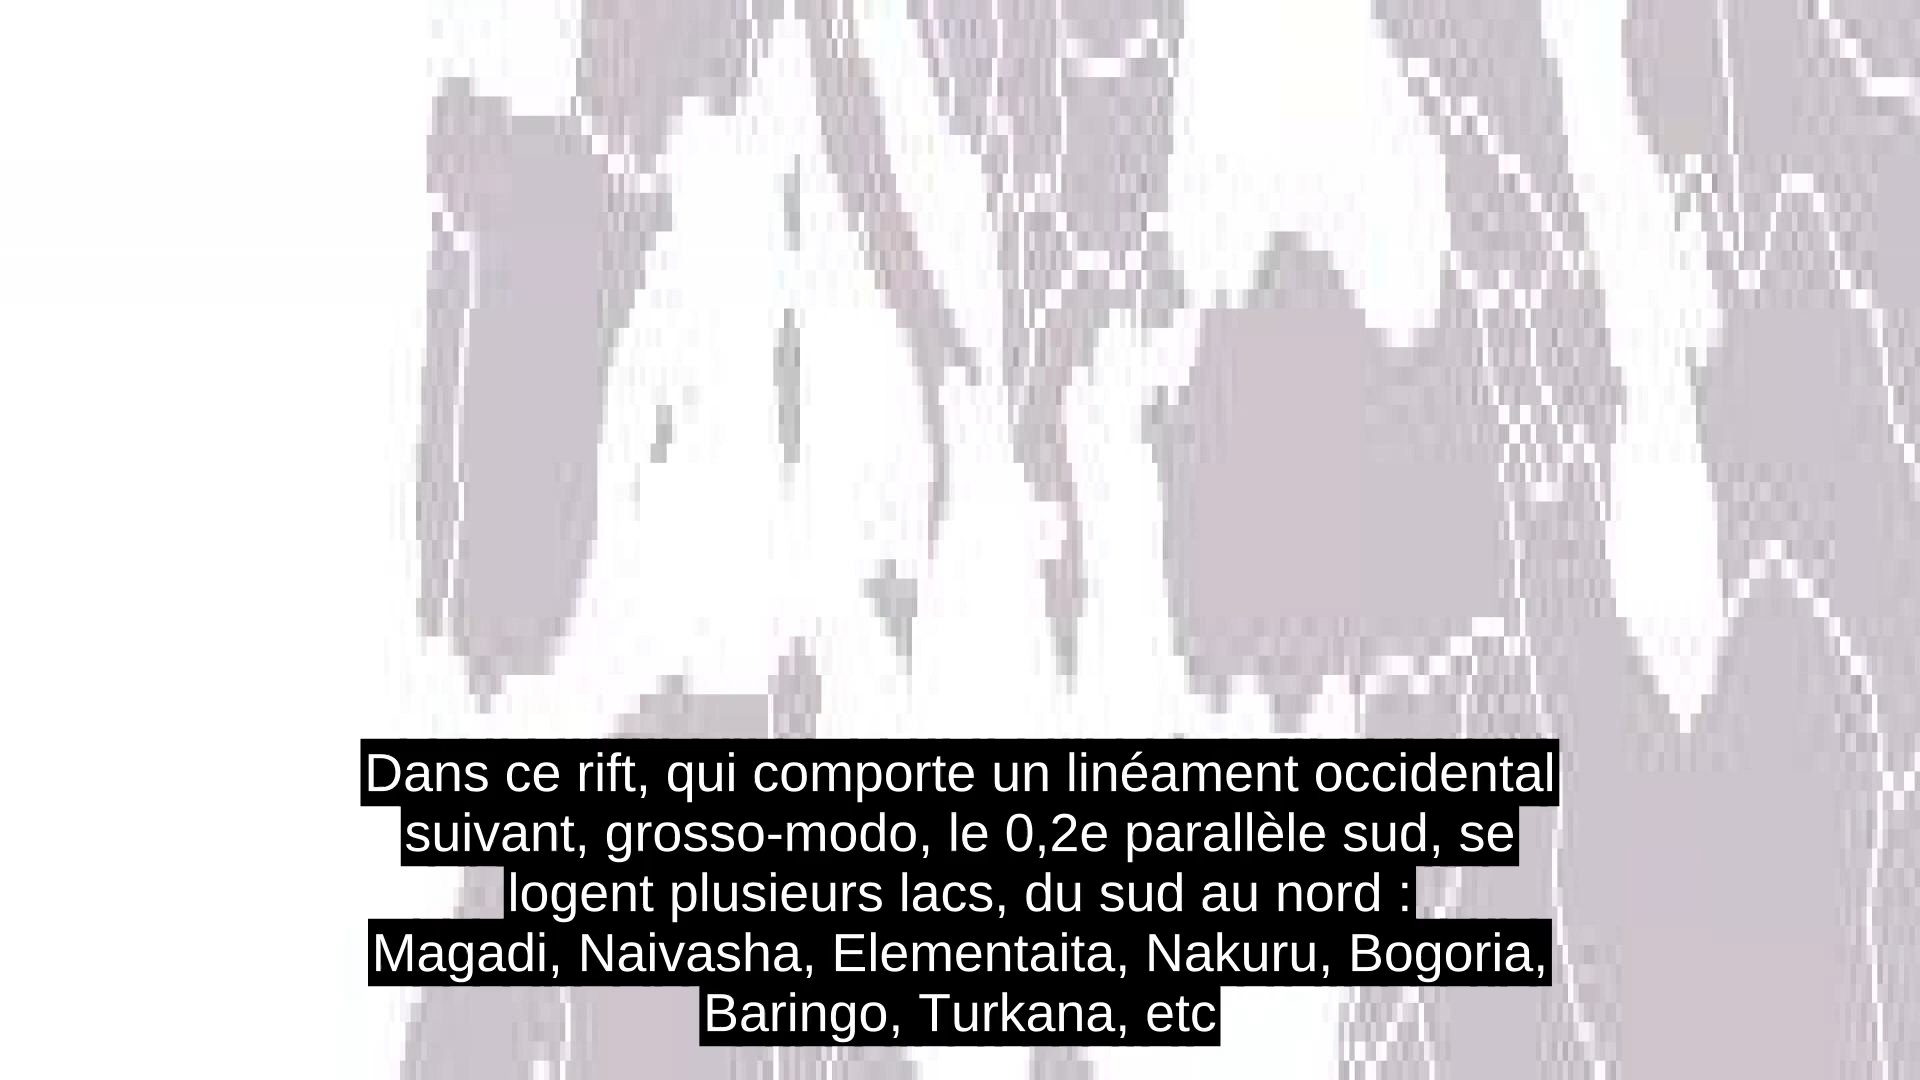 Dans ce rift, qui comporte un linéament occidental
suivant, grosso-modo, le 0,2e parallèle sud, se
logent plusieurs lacs, du sud au nord :
Magadi, Naivasha, Elementaita, Nakuru, Bogoria,
Baringo, Turkana, etc